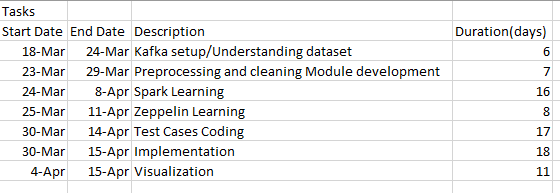 Tasks
Start Date End Date Description Duration(days)
18-Mar 24-Mar Kafka setup/Understanding dataset 6
23-Mar 29-Mar Preprocessing and cleaning Module development 7
24-Mar 8-Apr Spark Learning 16
25-Mar 11-Apr Zeppelin Learning 8
30-Mar 14-Apr Test Cases Coding 17
30-Mar 15-Apr Implementation 18
4-Apr 15-Apr Visualization 11